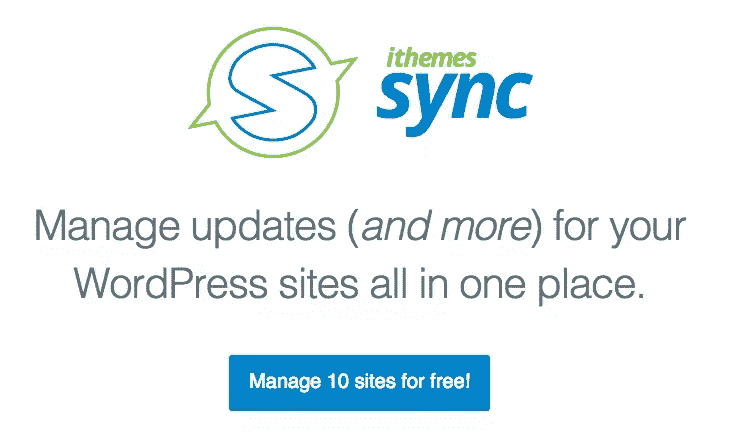 ithemes
sync
Manage updates (and more) for your
WordPress sites all in one place.
Manage 10 sites for free!